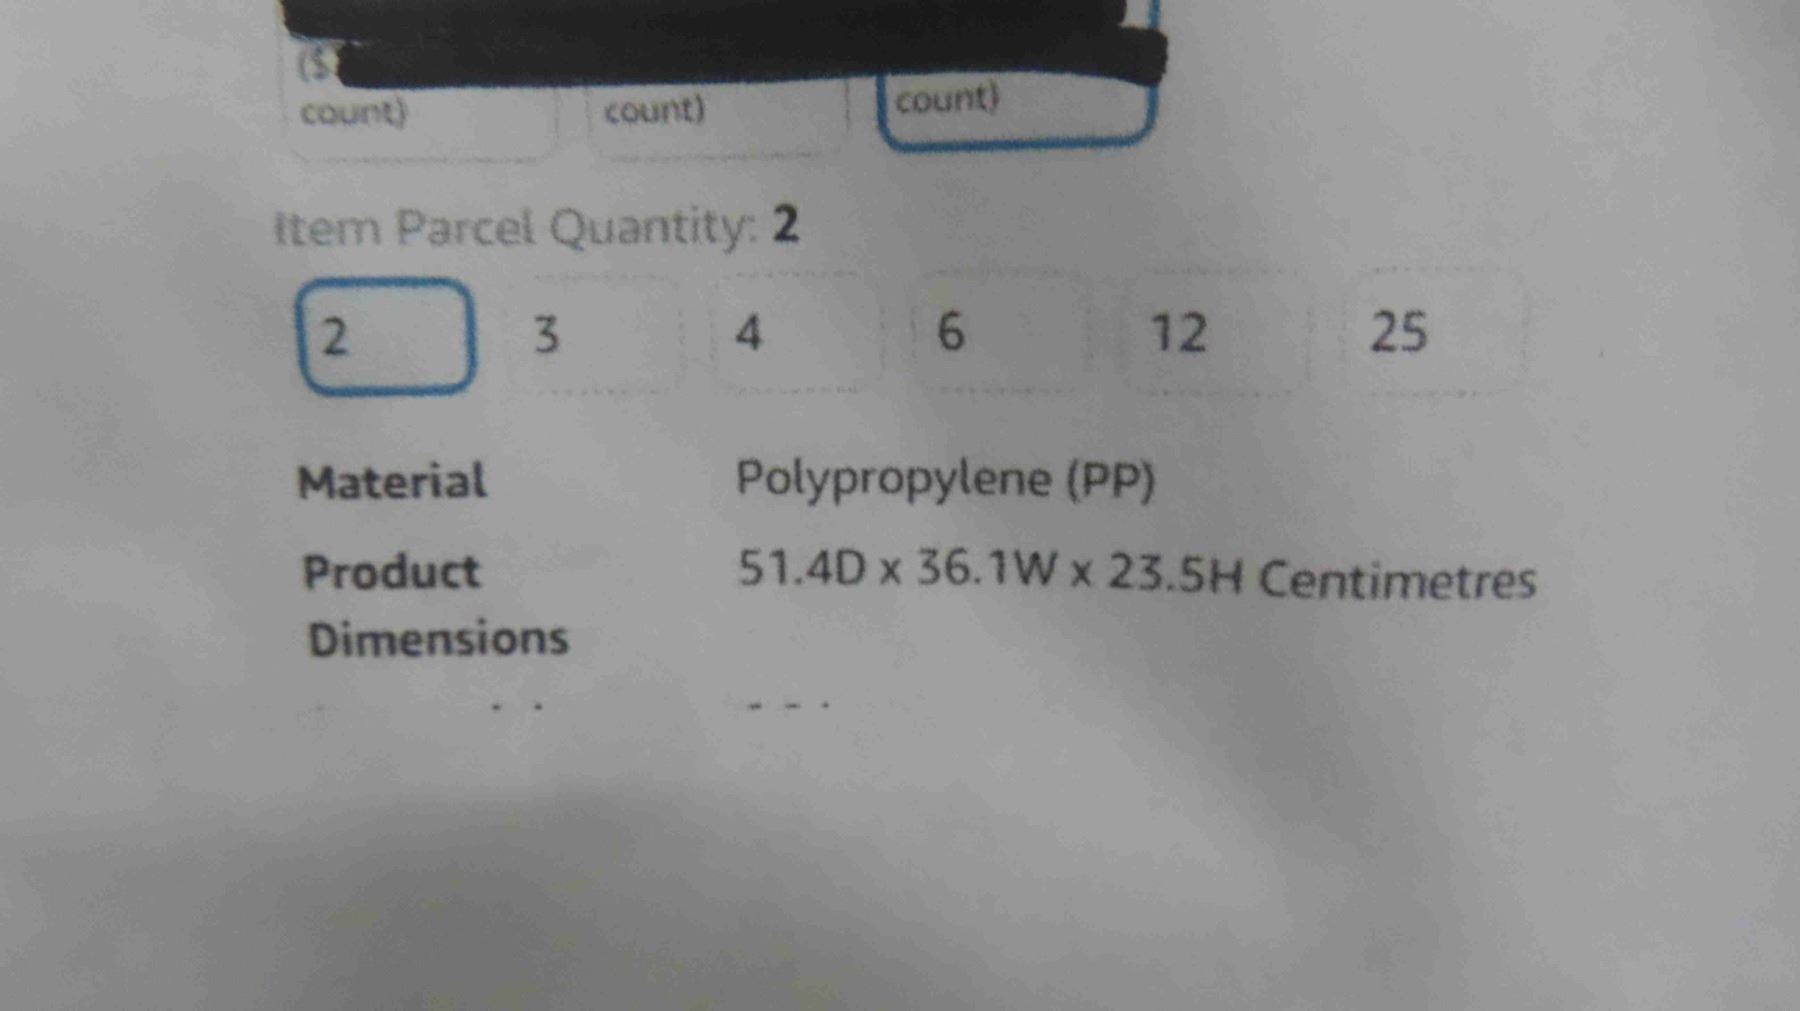 ($
count)
count)
count)
Item Parcel Quantity: 2
2 3 4 6 12 25
Material Polypropylene (PP)
Product 51.4D x 36.1W x 23.5H Centimetres
Dimensions